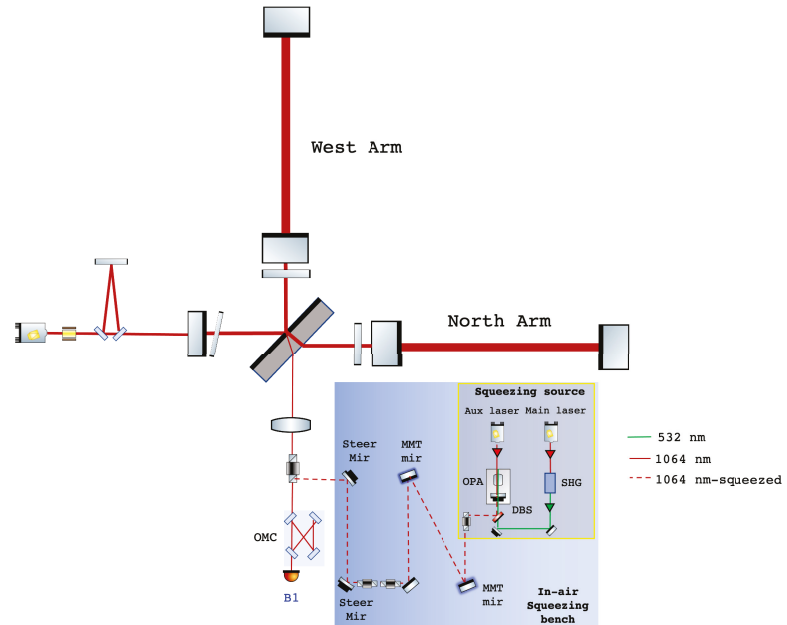 West Arm
North Arm
Squeezing source
Aux laser
Main laser
532 nm
1064 nm
1064 nm-squeezed
Steer
Mir
MMT
mir
OPA
SHG
DBS
OMC
B1
Steer
Mir
MMT
mir
In-air
Squeezing
bench